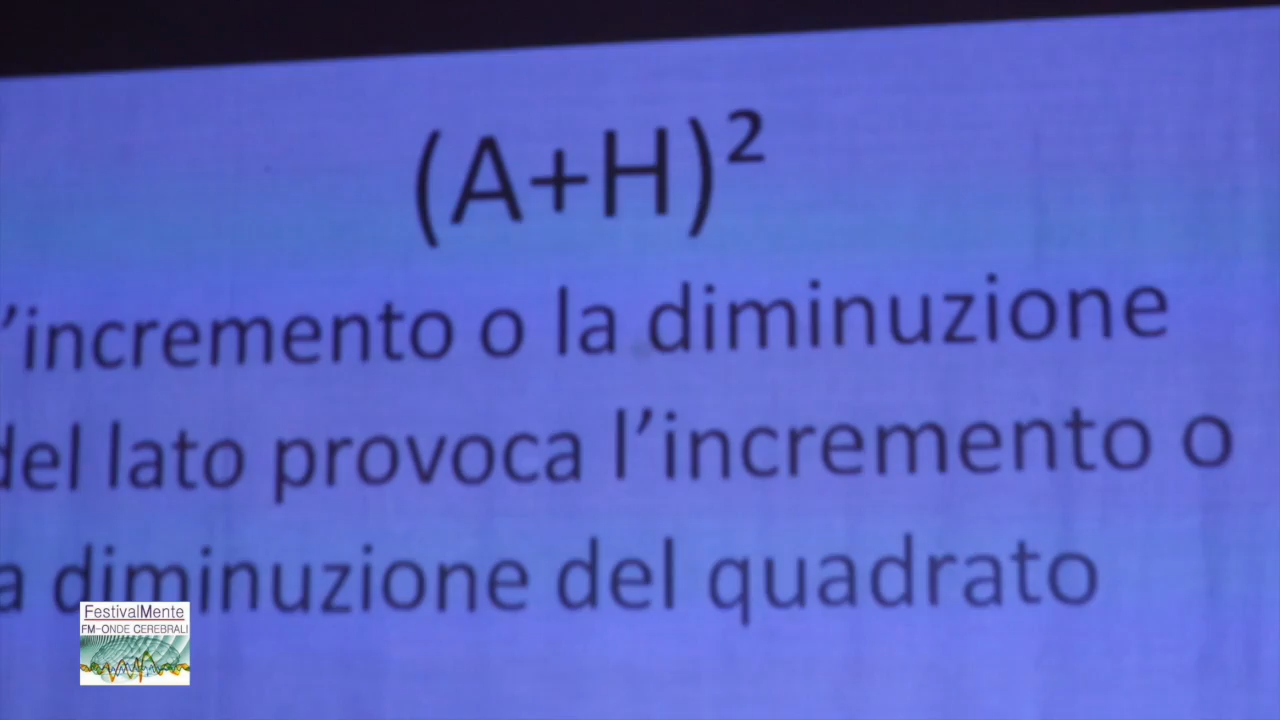 (A+H)²
l'incremento o la diminuzione
del lato provoca l'incremento o
a diminuzione del quadrato
FestivalMente
FM-ONDE CEREBRALI